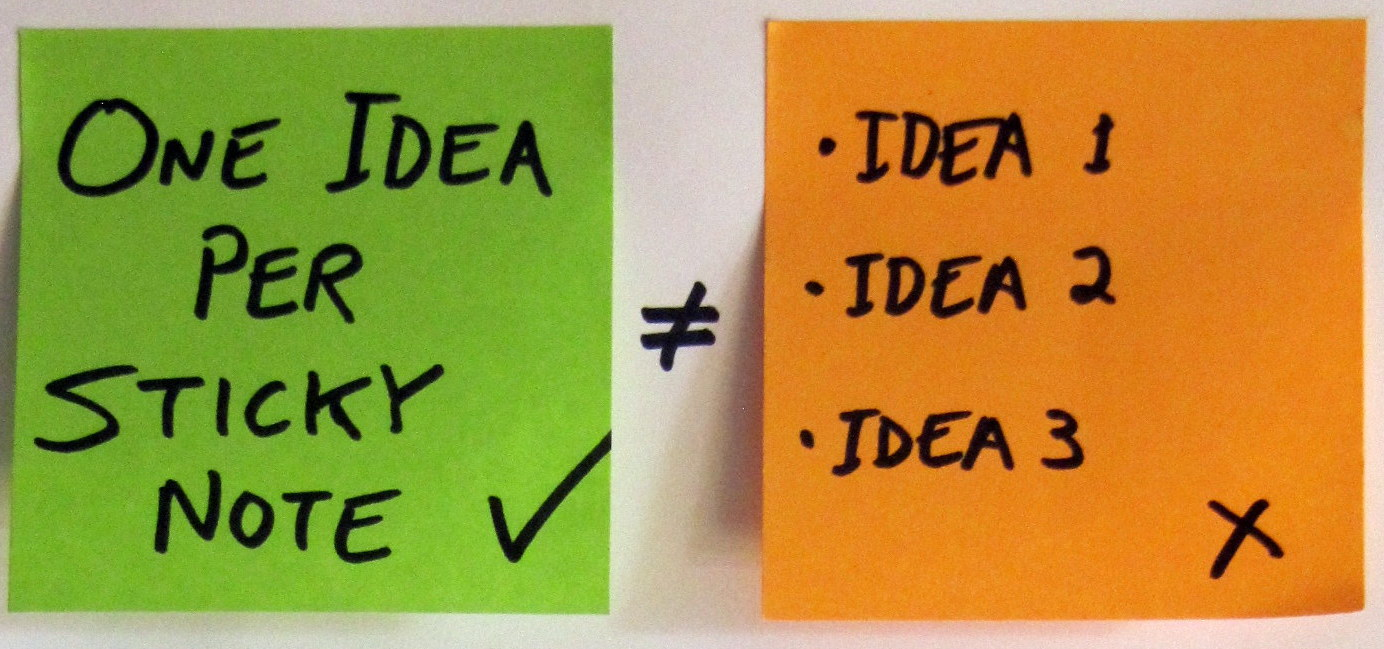 ONE IDEA
PER
STICKY
NOTE ✓
≠
• IDEA 1
• IDEA 2
• IDEA 3
X